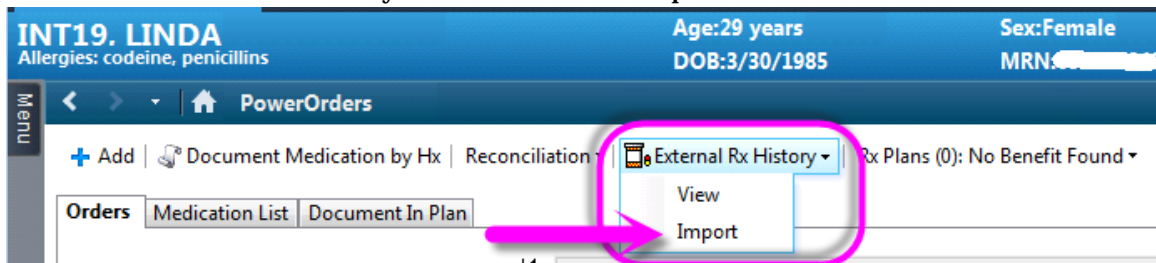 INT19. LINDA Age:29 years Sex:Female
Allergies: codeine, penicillins DOB:3/30/1985 MRN:
Menu
PowerOrders
Add Document Medication by Hx Reconciliation External Rx History Rx Plans (0): No Benefit Found
View
Orders Medication List Document In Plan
Import